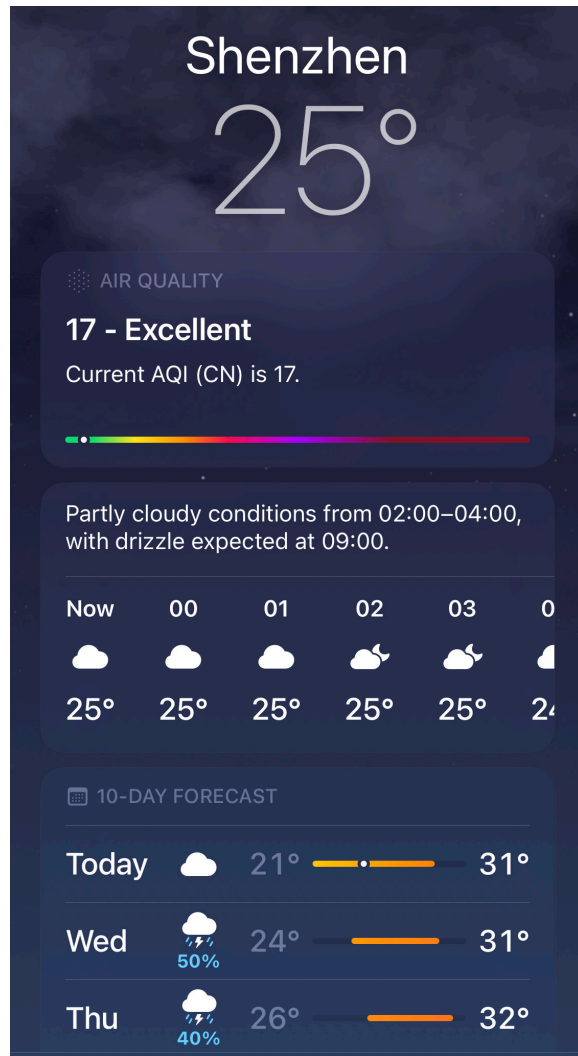 Shenzhen
25°
AIR QUALITY
17 - Excellent
Current AQI (CN) is 17.
Partly cloudy conditions from 02:00–04:00,
with drizzle expected at 09:00.
Now 00 01 02 03
25° 25° 25° 25° 25°
10-DAY FORECAST
Today 21° 31°
Wed 50% 24° 31°
Thu 40% 26° 32°